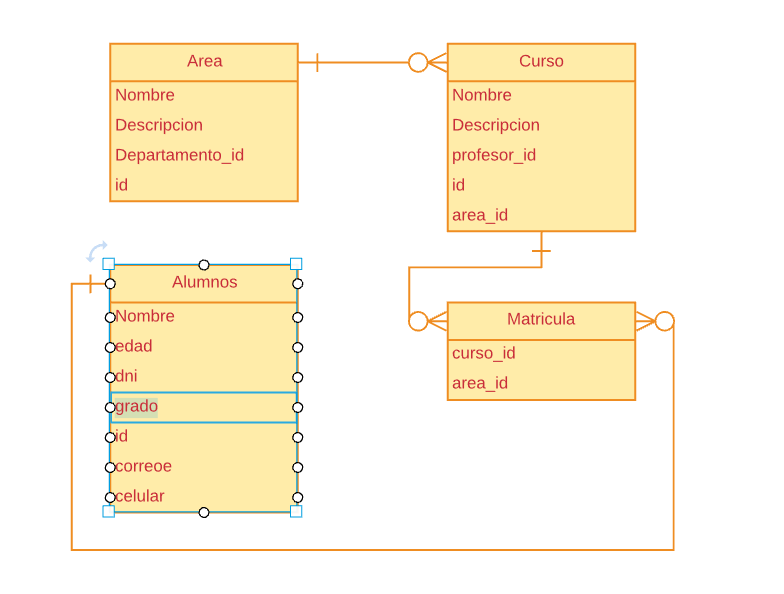 Area
Nombre
Descripcion
Departamento_id
id
Curso
Nombre
Descripcion
profesor_id
id
area_id
Alumnos
Nombre
edad
dni
grado
id
correoe
celular
Matricula
curso_id
area_id